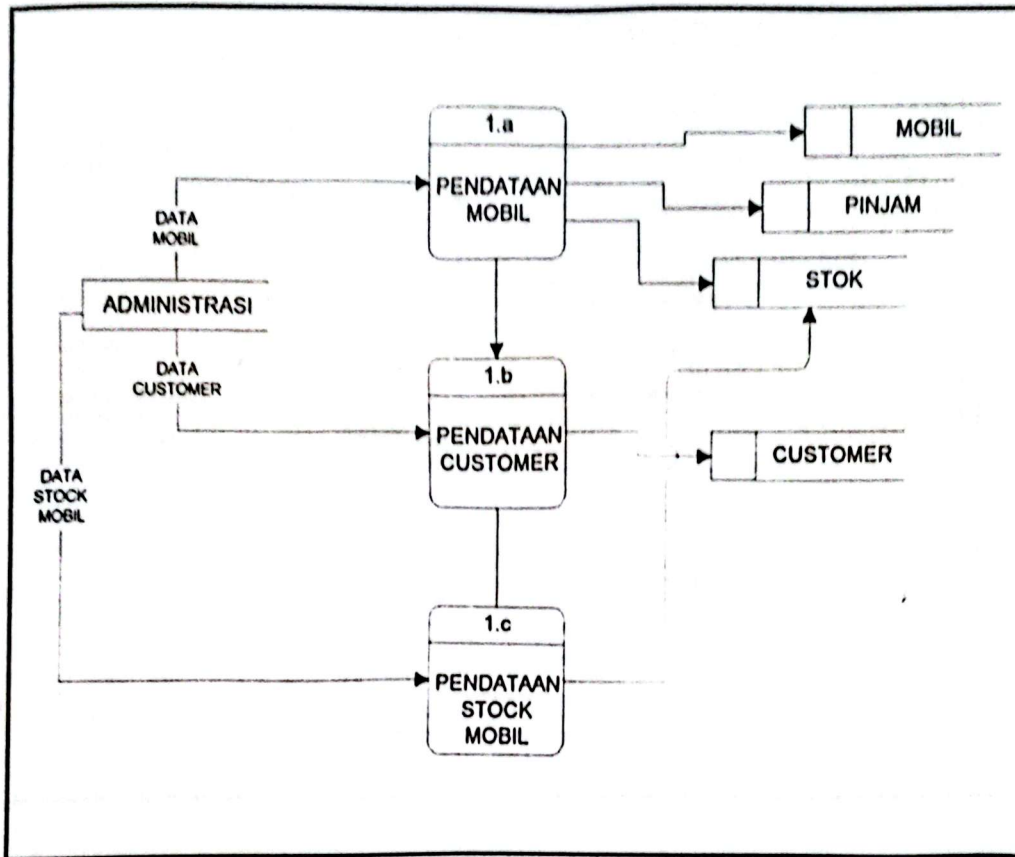 1.a
PENDATAAN
MOBIL
MOBIL
PINJAM
STOK
DATA
MOBIL
ADMINISTRASI
DATA
CUSTOMER
1.b
PENDATAAN
CUSTOMER
CUSTOMER
DATA
STOCK
MOBIL
1.c
PENDATAAN
STOCK
MOBIL